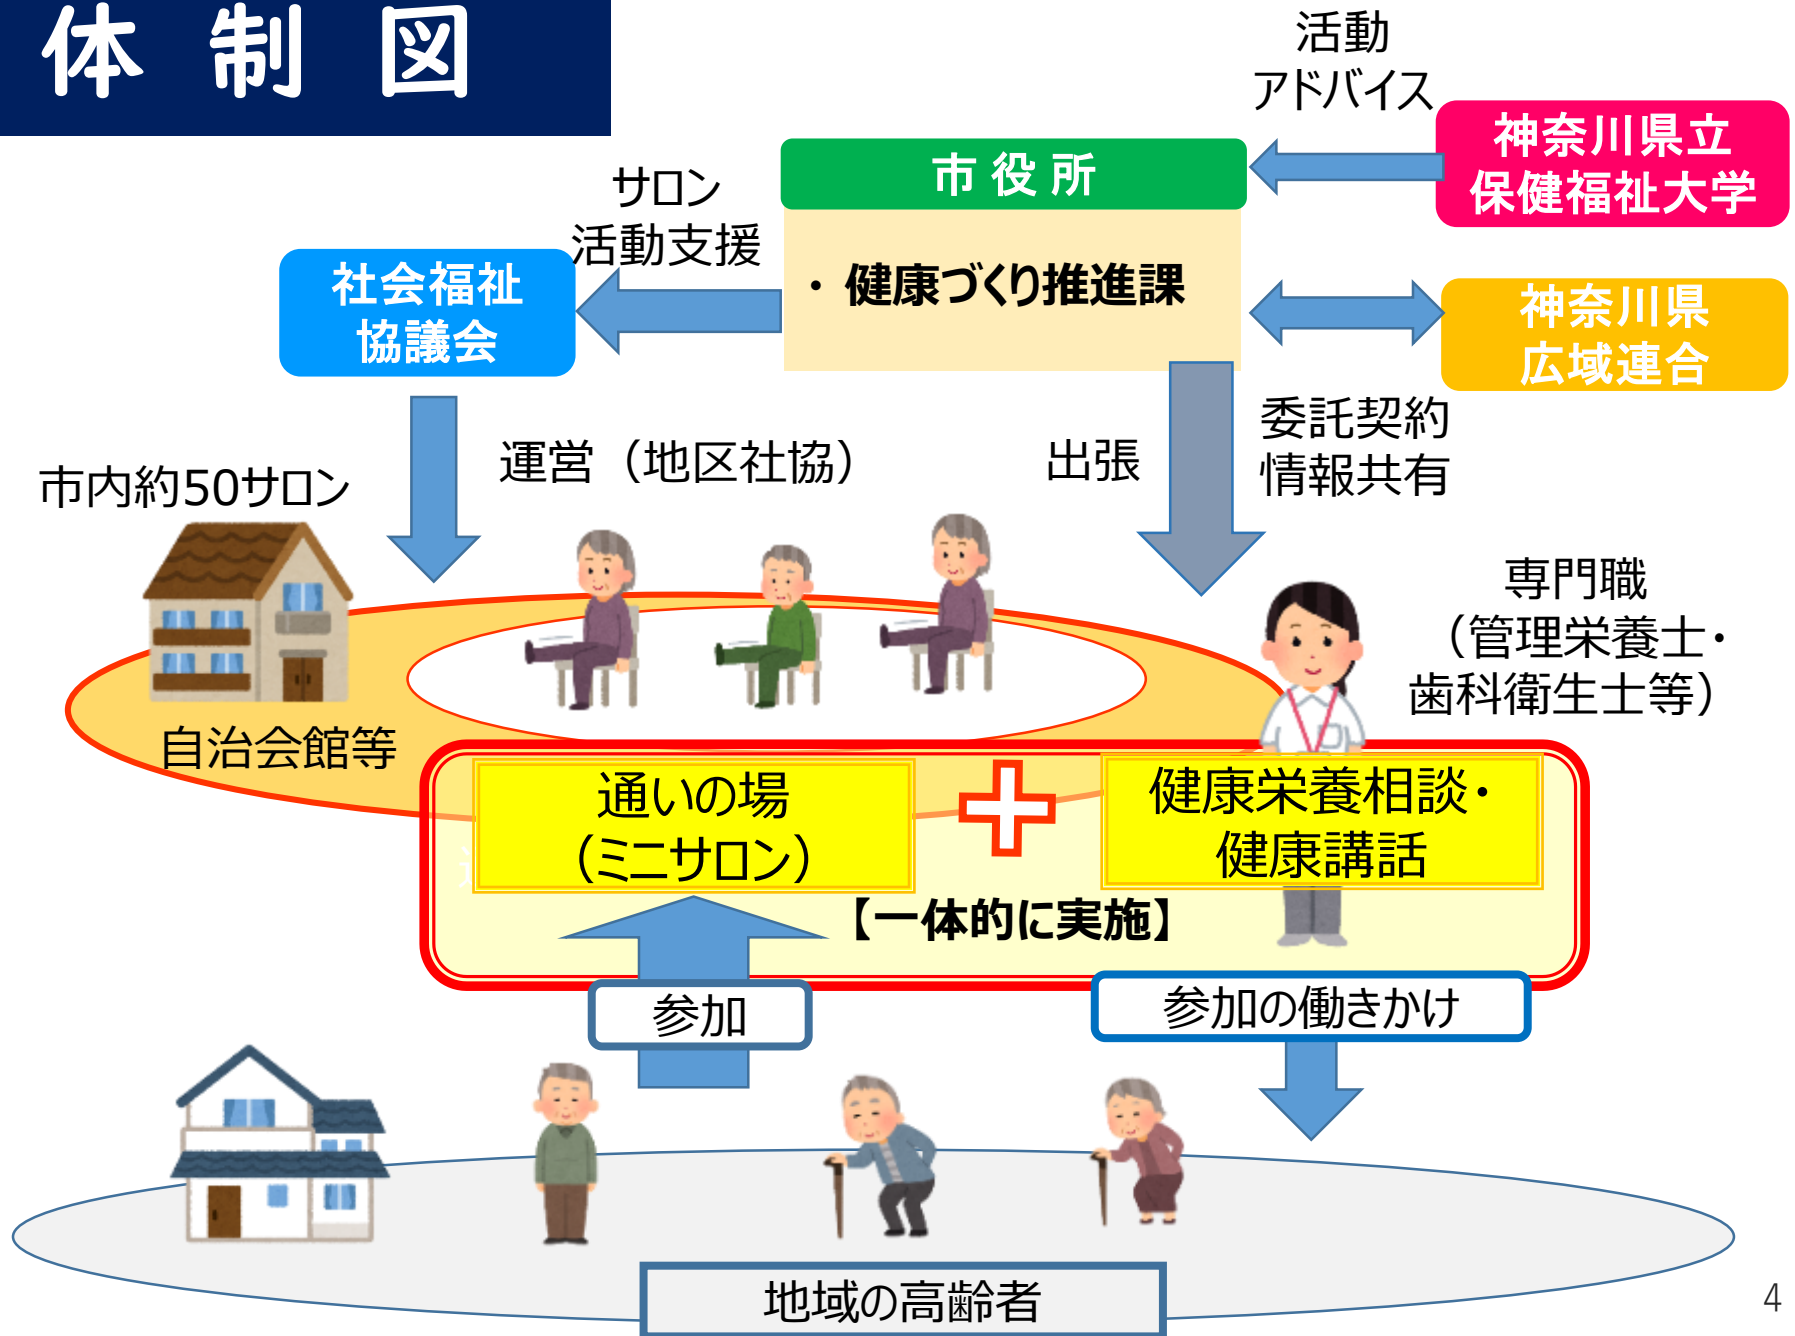 体 制 図
活動
アドバイス
神奈川県立
保健福祉大学
市 役 所
サロン
活動支援
社会福祉
協議会
・ 健康づくり推進課
神奈川県
広域連合
委託契約
情報共有
運営（地区社協）
出張
市内約50サロン
専門職
（管理栄養士・
歯科衛生士等）
自治会館等
通いの場
（ミニサロン）
健康栄養相談・
健康講話
【一体的に実施】
参加
参加の働きかけ
地域の高齢者
4